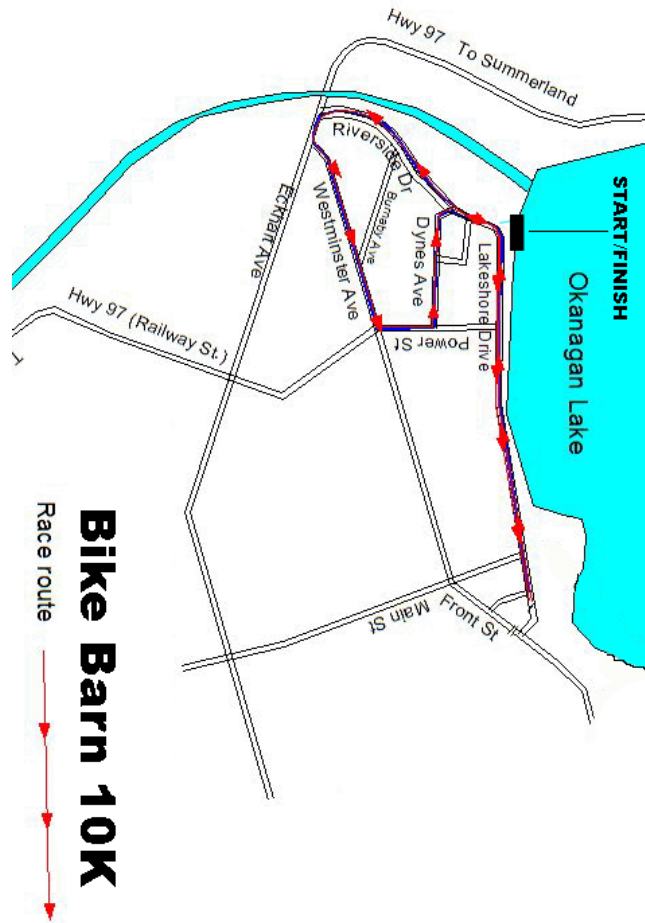 Hwy 97 To Summerland
START/FINISH
Okanagan Lake
Riverside Dr
Burnaby Ave
Dynes Ave
Lakeshore Drive
Eckhart Ave
Westminster Ave
Power St
Hwy 97 (Railway St.)
Main St
Front St
Bike Barn 10K
Race route